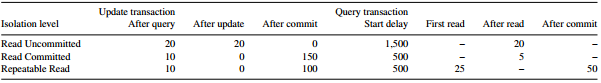 Update transaction Query transaction
Isolation level After query After update After commit Start delay First read After read After commit
Read Uncommitted 20 20 0 1,500 – 20 –
Read Committed 10 0 150 500 – 5 –
Repeatable Read 10 0 100 500 25 – 50